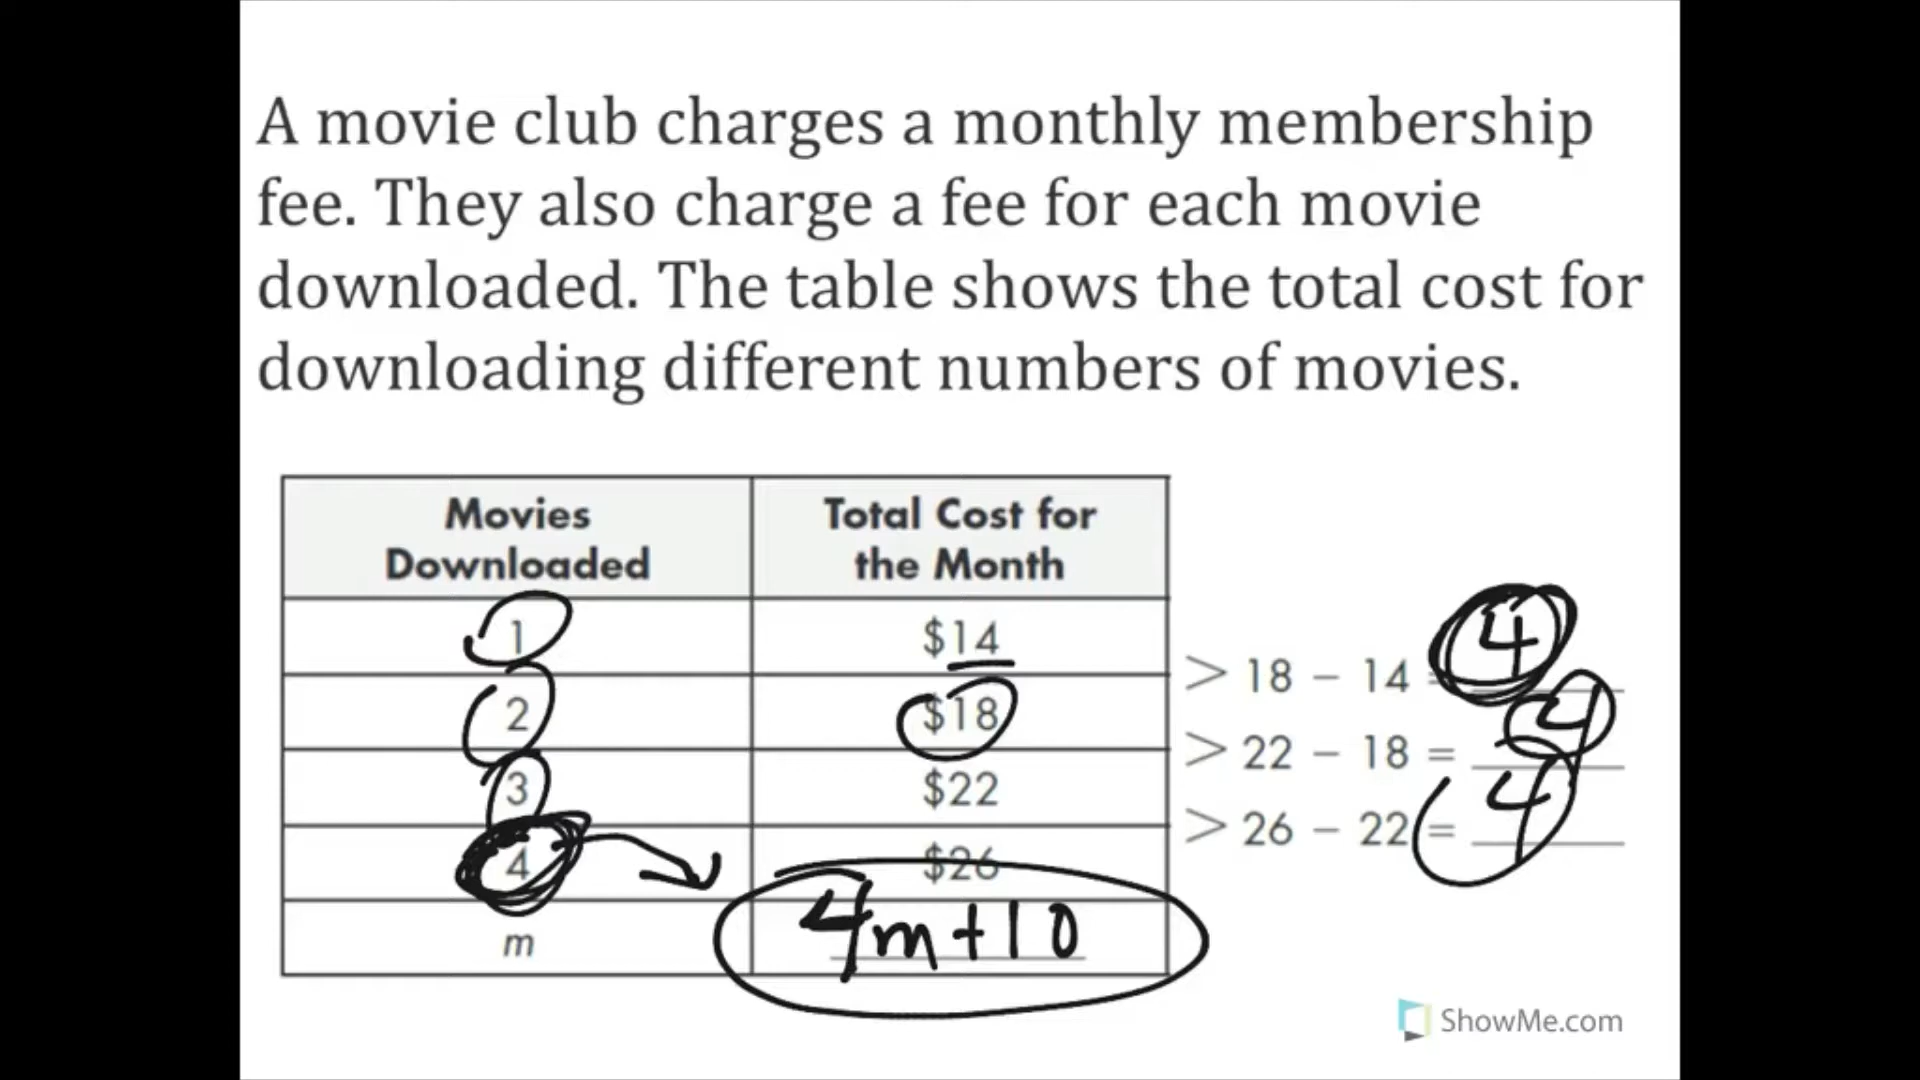 A movie club charges a monthly membership
fee. They also charge a fee for each movie
downloaded. The table shows the total cost for
downloading different numbers of movies.
Movies Downloaded
Total Cost for the Month
1 $14
2 $18
3 $22
4 $26
m 4m+10
> 18 − 14 = 4
> 22 − 18 = 4
> 26 − 22 = 4
ShowMe.com